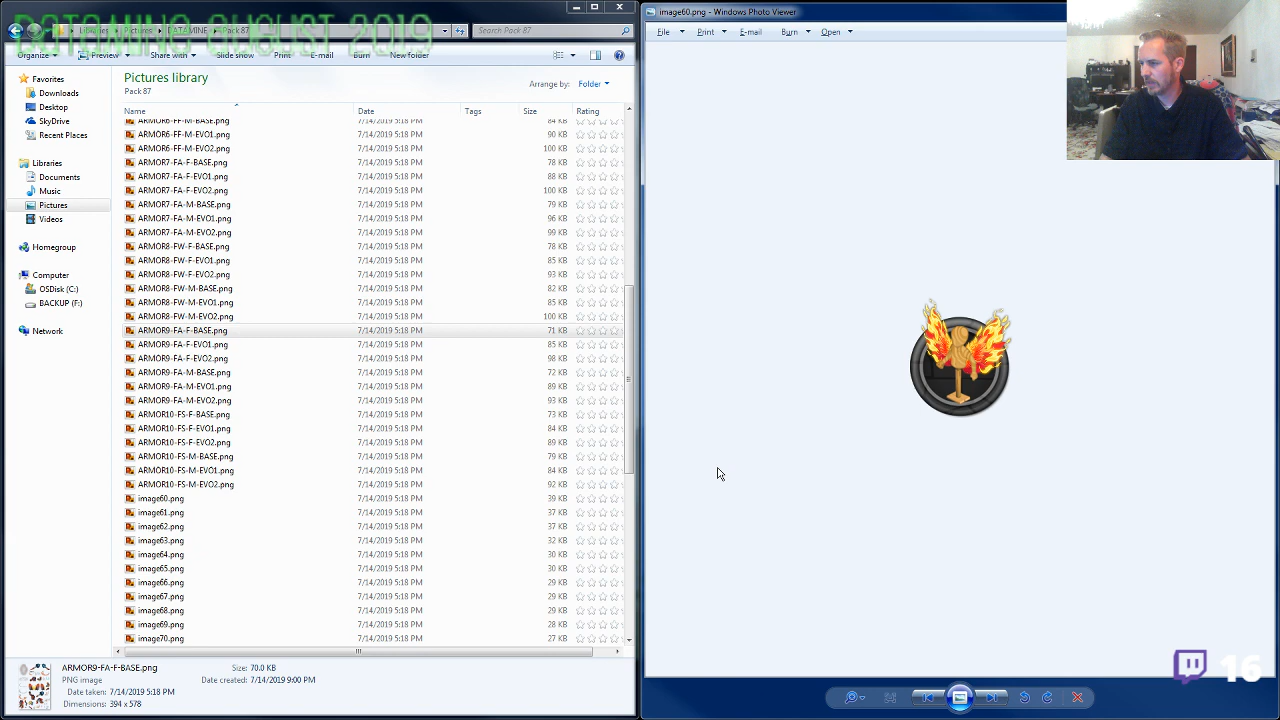 DATAMINE AUGUST 2019
Libraries ▸ Pictures ▸ DATAMINE ▸ Pack 87
Search Pack 87
Organize Preview Share with Slide show Print E-mail Burn New folder
Favorites
Downloads
Desktop
SkyDrive
Recent Places
Libraries
Documents
Music
Pictures
Videos
Homegroup
Computer
OSDisk (C:)
BACKUP (F:)
Network
Pictures library
Pack 87
Arrange by: Folder
Name Date Tags Size Rating
ARMOR6-FF-M-BASE.png 7/14/2019 5:18 PM 84 KB
ARMOR6-FF-M-EVO1.png 7/14/2019 5:18 PM 90 KB
ARMOR6-FF-M-EVO2.png 7/14/2019 5:18 PM 100 KB
ARMOR7-FA-F-BASE.png 7/14/2019 5:18 PM 78 KB
ARMOR7-FA-F-EVO1.png 7/14/2019 5:18 PM 88 KB
ARMOR7-FA-F-EVO2.png 7/14/2019 5:18 PM 100 KB
ARMOR7-FA-M-BASE.png 7/14/2019 5:18 PM 79 KB
ARMOR7-FA-M-EVO1.png 7/14/2019 5:18 PM 96 KB
ARMOR7-FA-M-EVO2.png 7/14/2019 5:18 PM 99 KB
ARMOR8-FW-F-BASE.png 7/14/2019 5:18 PM 78 KB
ARMOR8-FW-F-EVO1.png 7/14/2019 5:18 PM 85 KB
ARMOR8-FW-F-EVO2.png 7/14/2019 5:18 PM 93 KB
ARMOR8-FW-M-BASE.png 7/14/2019 5:18 PM 82 KB
ARMOR8-FW-M-EVO1.png 7/14/2019 5:18 PM 85 KB
ARMOR8-FW-M-EVO2.png 7/14/2019 5:18 PM 100 KB
ARMOR9-FA-F-BASE.png 7/14/2019 5:18 PM 71 KB
ARMOR9-FA-F-EVO1.png 7/14/2019 5:18 PM 85 KB
ARMOR9-FA-F-EVO2.png 7/14/2019 5:18 PM 98 KB
ARMOR9-FA-M-BASE.png 7/14/2019 5:18 PM 72 KB
ARMOR9-FA-M-EVO1.png 7/14/2019 5:18 PM 89 KB
ARMOR9-FA-M-EVO2.png 7/14/2019 5:18 PM 93 KB
ARMOR10-FS-F-BASE.png 7/14/2019 5:18 PM 73 KB
ARMOR10-FS-F-EVO1.png 7/14/2019 5:18 PM 84 KB
ARMOR10-FS-F-EVO2.png 7/14/2019 5:18 PM 89 KB
ARMOR10-FS-M-BASE.png 7/14/2019 5:18 PM 79 KB
ARMOR10-FS-M-EVO1.png 7/14/2019 5:18 PM 84 KB
ARMOR10-FS-M-EVO2.png 7/14/2019 5:18 PM 92 KB
image60.png 7/14/2019 5:18 PM 39 KB
image61.png 7/14/2019 5:18 PM 37 KB
image62.png 7/14/2019 5:18 PM 37 KB
image63.png 7/14/2019 5:18 PM 32 KB
image64.png 7/14/2019 5:18 PM 30 KB
image65.png 7/14/2019 5:18 PM 30 KB
image66.png 7/14/2019 5:18 PM 29 KB
image67.png 7/14/2019 5:18 PM 29 KB
image68.png 7/14/2019 5:18 PM 29 KB
image69.png 7/14/2019 5:18 PM 28 KB
image70.png 7/14/2019 5:18 PM 27 KB
ARMOR9-FA-F-BASE.png Size: 70.0 KB
PNG image Date created: 7/14/2019 9:00 PM
Date taken: 7/14/2019 5:18 PM
Dimensions: 394 x 578
image60.png - Windows Photo Viewer
File Print E-mail Burn Open
16